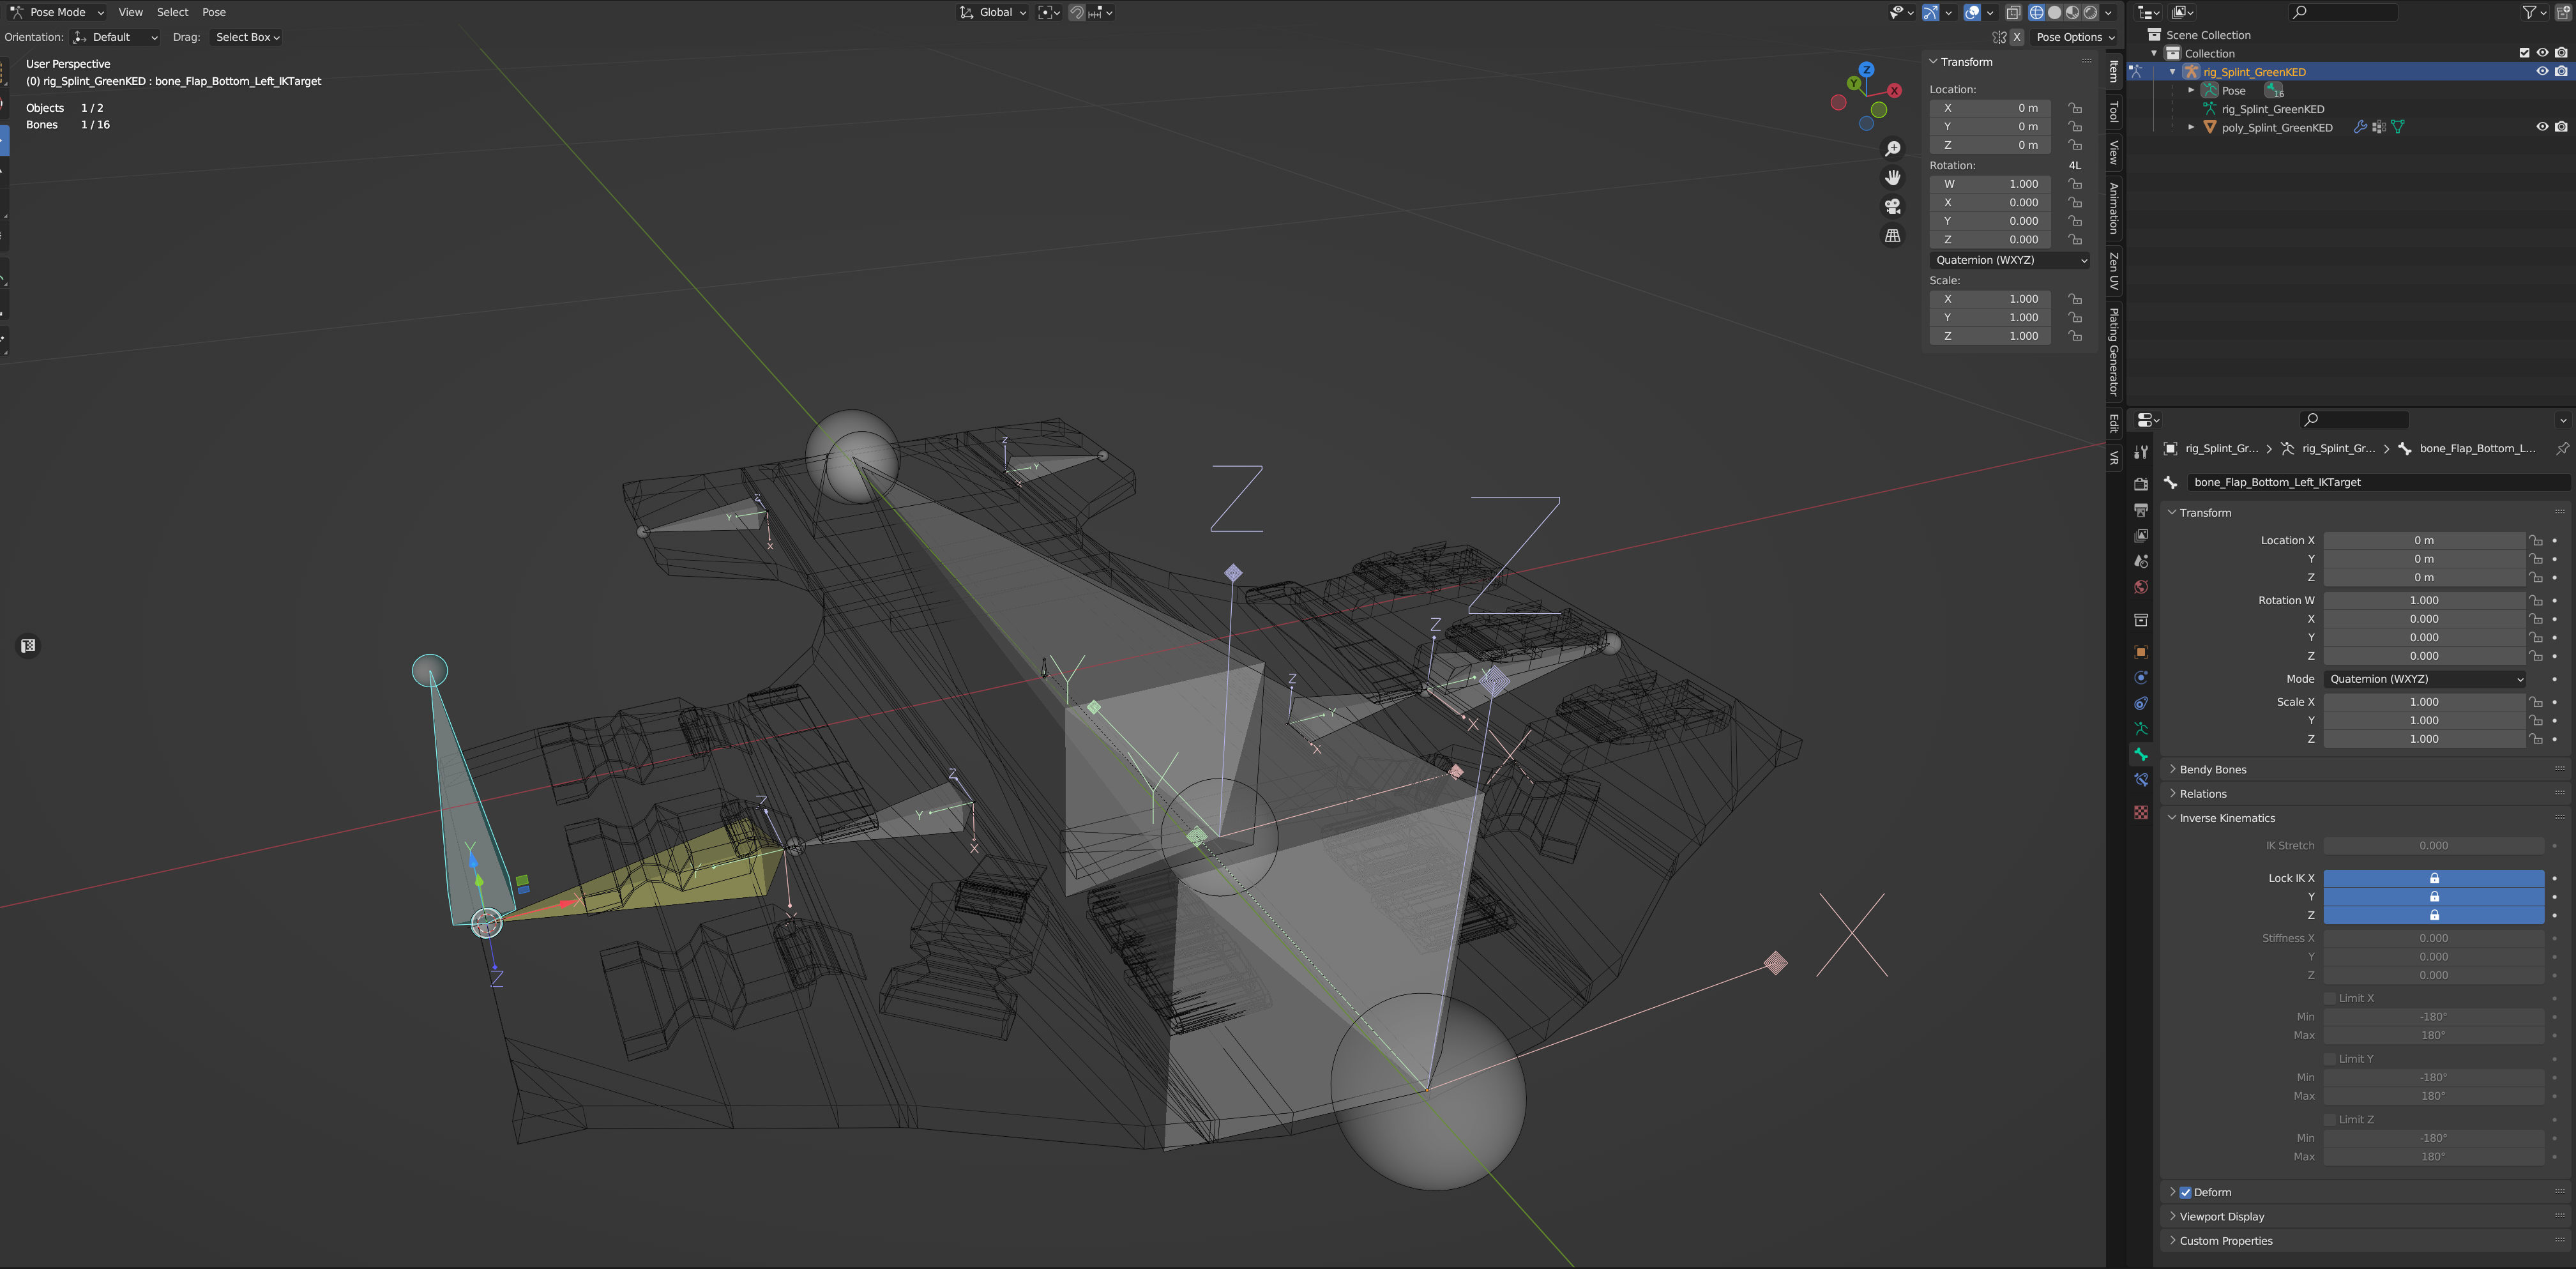 Pose Mode View Select Pose Global
Orientation: Default Drag: Select Box X Pose Options
User Perspective
(0) rig_Splint_GreenKED : bone_Flap_Bottom_Left_IKTarget
Objects 1 / 2
Bones 1 / 16
Z
Y
X
Z
Z
Z
Y
X
Z
Y
X
Z
Y
X
Z
Y
X
Y
Z
Y
X
Z
Y
X
Y
X
Z
X
Transform
Location:
X 0 m
Y 0 m
Z 0 m
Rotation: 4L
W 1.000
X 0.000
Y 0.000
Z 0.000
Quaternion (WXYZ)
Scale:
X 1.000
Y 1.000
Z 1.000
Item
Tool
View
Animation
Zen UV
Plating Generator
Edit
VR
Scene Collection
Collection
rig_Splint_GreenKED
Pose 16
rig_Splint_GreenKED
poly_Splint_GreenKED
rig_Splint_Gr... rig_Splint_Gr... bone_Flap_Bottom_L...
bone_Flap_Bottom_Left_IKTarget
Transform
Location X 0 m
Y 0 m
Z 0 m
Rotation W 1.000
X 0.000
Y 0.000
Z 0.000
Mode Quaternion (WXYZ)
Scale X 1.000
Y 1.000
Z 1.000
Bendy Bones
Relations
Inverse Kinematics
IK Stretch 0.000
Lock IK X
Y
Z
Stiffness X 0.000
Y 0.000
Z 0.000
Limit X
Min -180°
Max 180°
Limit Y
Min -180°
Max 180°
Limit Z
Min -180°
Max 180°
Deform
Viewport Display
Custom Properties